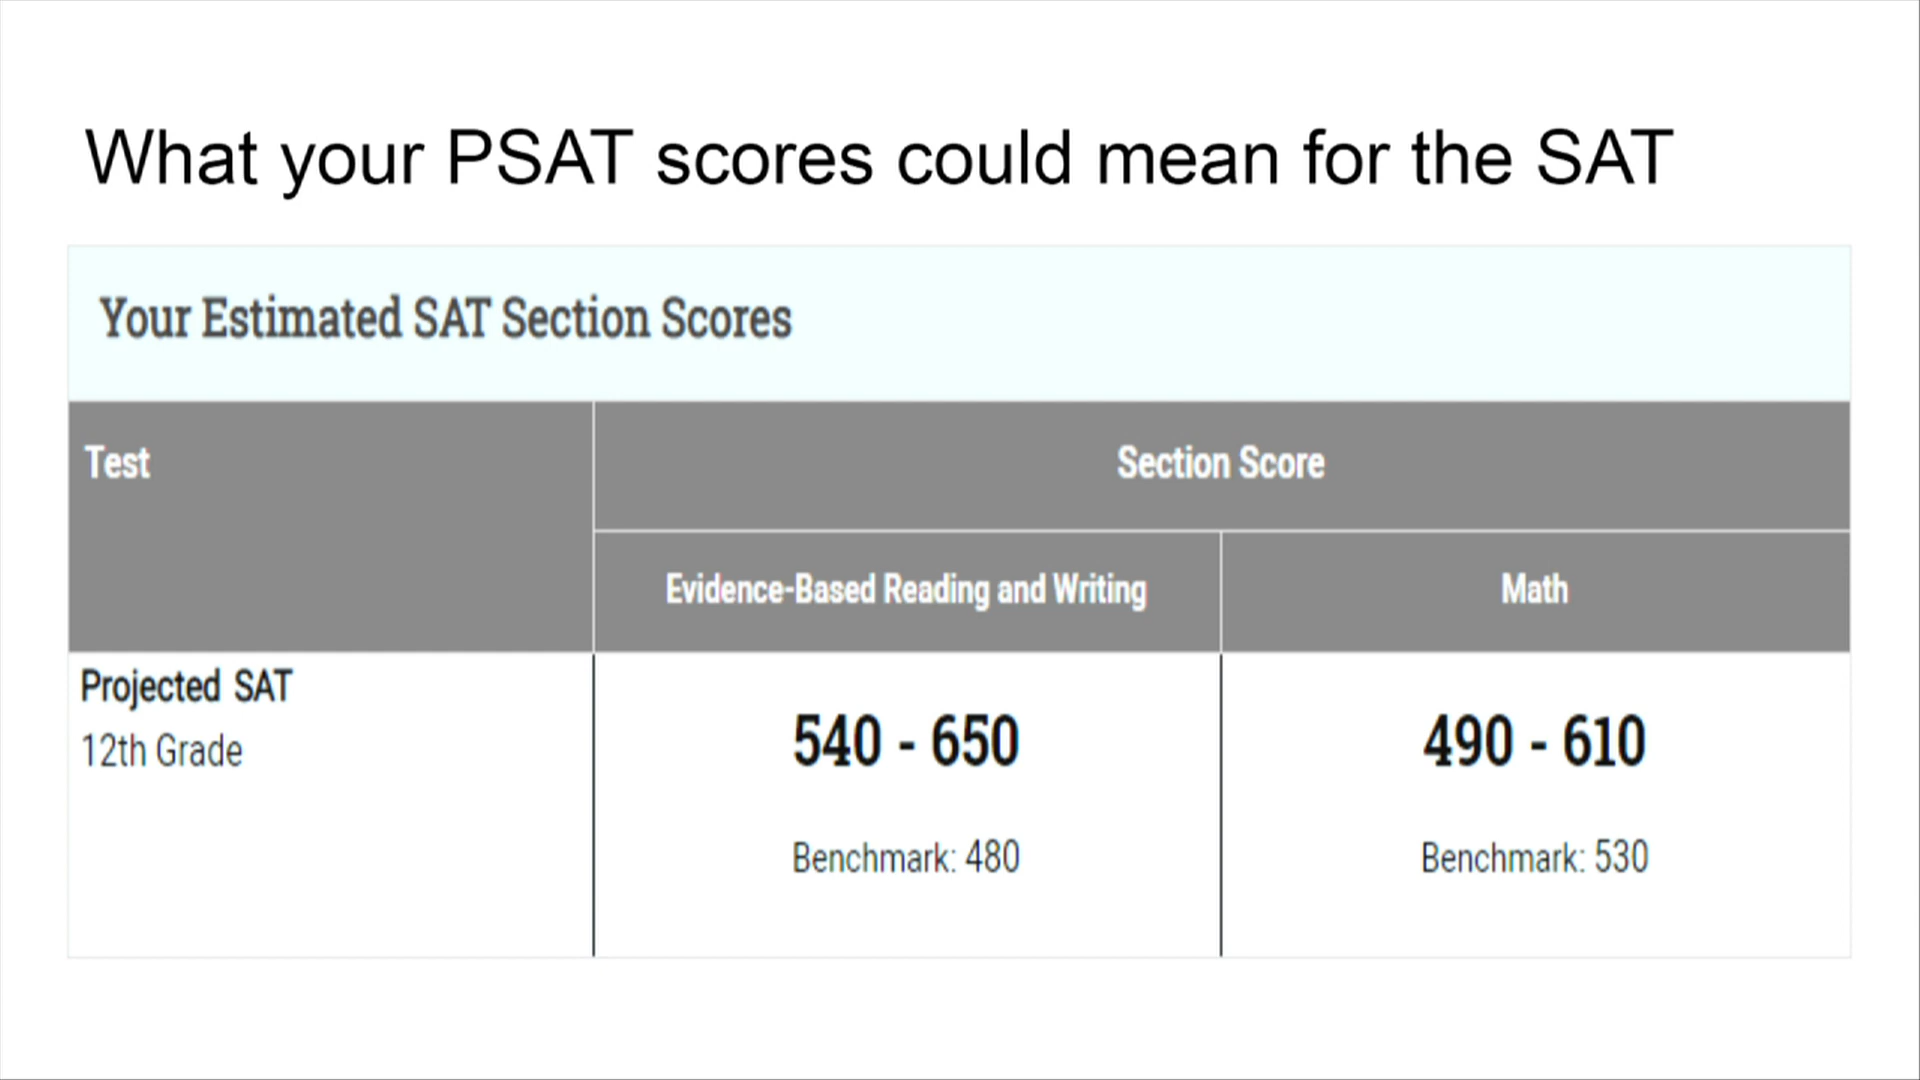 What your PSAT scores could mean for the SAT
Your Estimated SAT Section Scores
Test
Section Score
Evidence-Based Reading and Writing
Math
Projected SAT
12th Grade
540 - 650
490 - 610
Benchmark: 480
Benchmark: 530